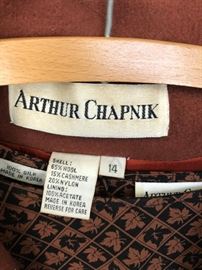 ARTHUR CHAPNIK
SHELL:
65% WOOL
15% CASHMERE
20% NYLON
LINING:
100% ACETATE
MADE IN KOREA
REVERSE FOR CARE
14
100% SILK
MADE IN KOREA
ARTHUR